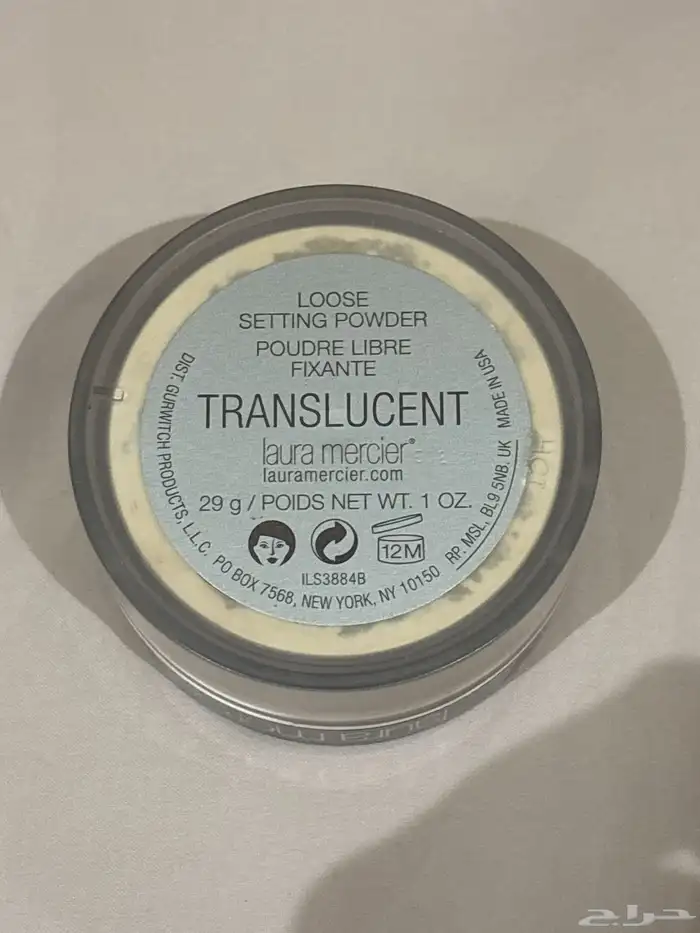 LOOSE
SETTING POWDER
POUDRE LIBRE
FIXANTE
TRANSLUCENT
laura mercier®
lauramercier.com
29 g / POIDS NET WT. 1 OZ.
12M
ILS3884B
DIST. GURWITCH PRODUCTS, L.L.C. PO BOX 7568, NEW YORK, NY 10150 RP. MSL, BL9 5NB, UK MADE IN USA
laura mercier
حراج